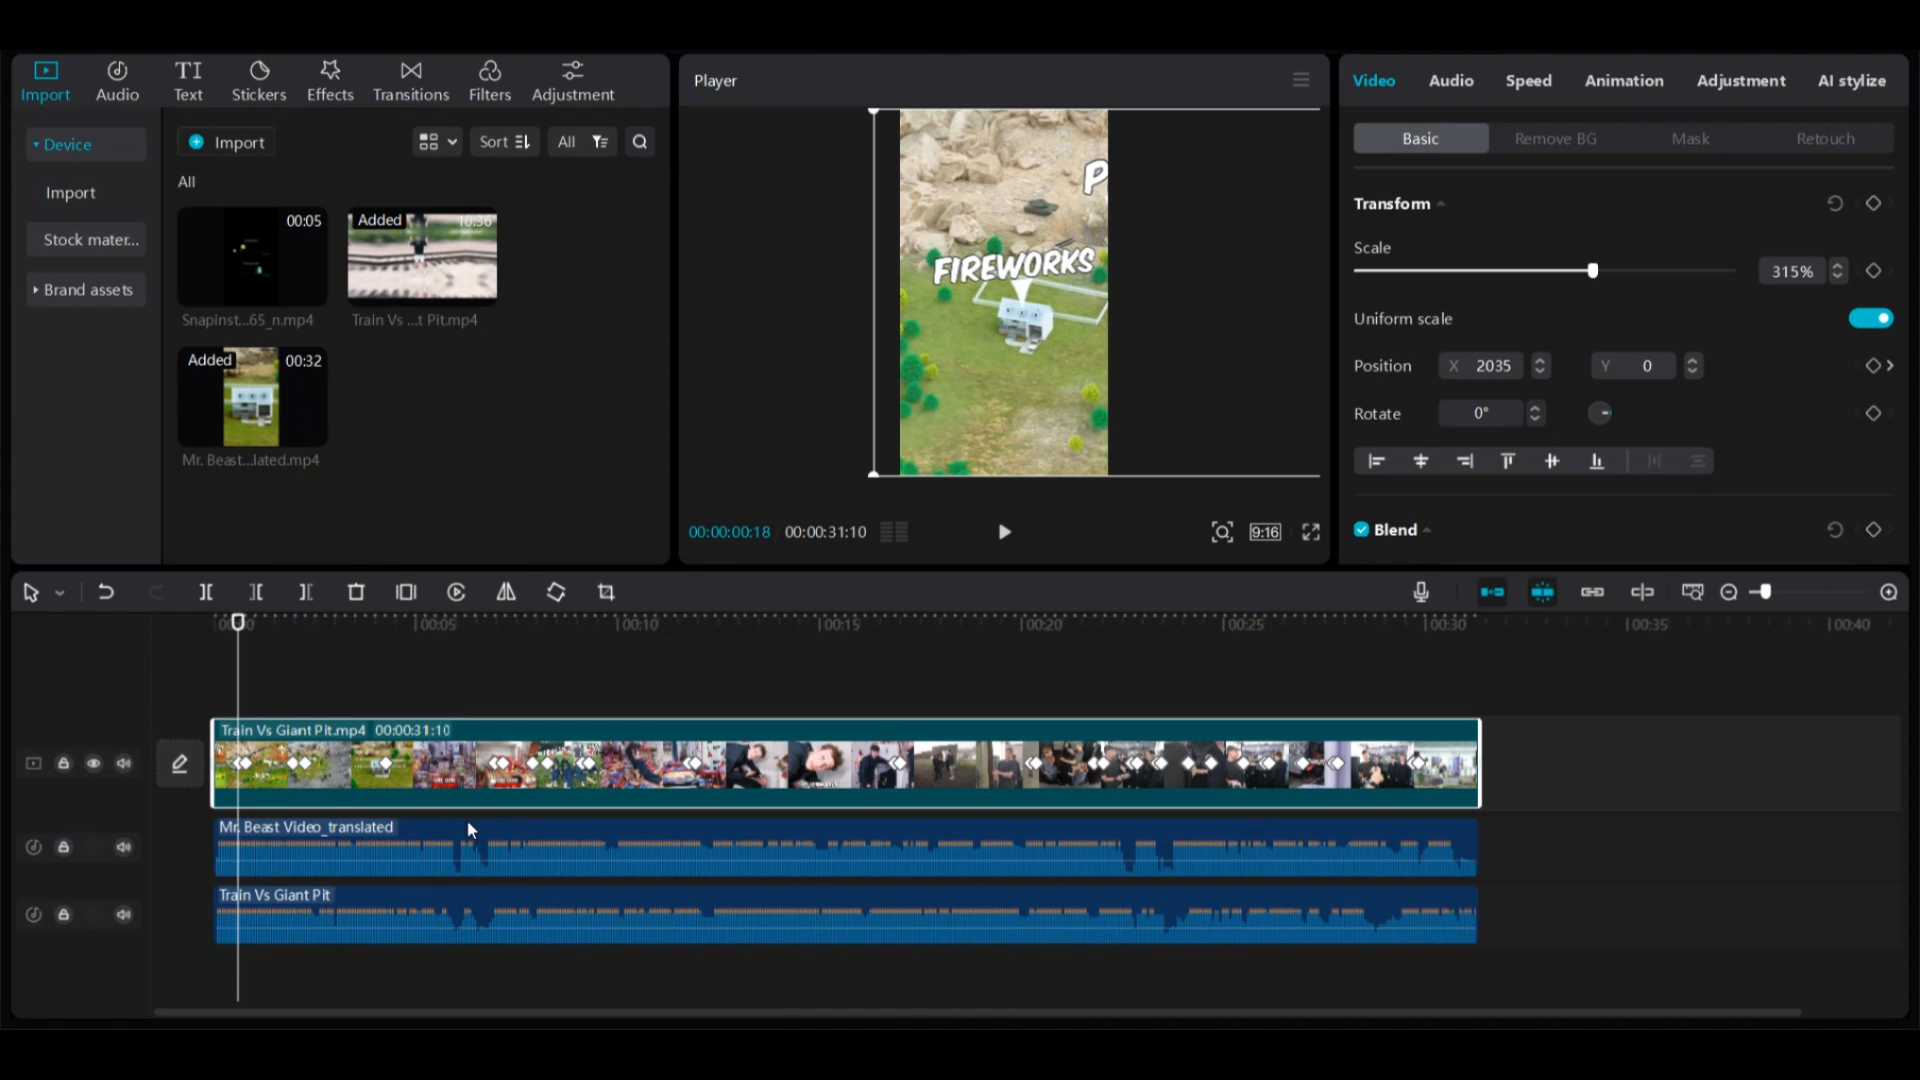 Import
Audio
Text
Stickers
Effects
Transitions
Filters
Adjustment
Device
Import
Stock mater...
Brand assets
Import
Sort
All
All
00:05
Snapinst...65_n.mp4
Added
10:36
Train Vs ...t Pit.mp4
Added
00:32
Mr. Beast...lated.mp4
Player
P
FIREWORKS
00:00:00:18
00:00:31:10
9:16
Video
Audio
Speed
Animation
Adjustment
AI stylize
Basic
Remove BG
Mask
Retouch
Transform
Scale
315%
Uniform scale
Position
X 2035
Y 0
Rotate
0°
Blend
00:05
00:10
00:15
00:20
00:25
00:30
00:35
00:40
Train Vs Giant Pit.mp4 00:00:31:10
Mr. Beast Video_translated
Train Vs Giant Pit